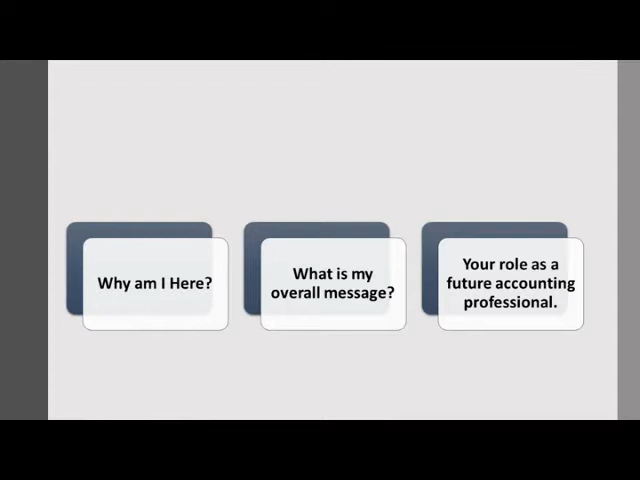 Why am I Here?
What is my
overall message?
Your role as a
future accounting
professional.